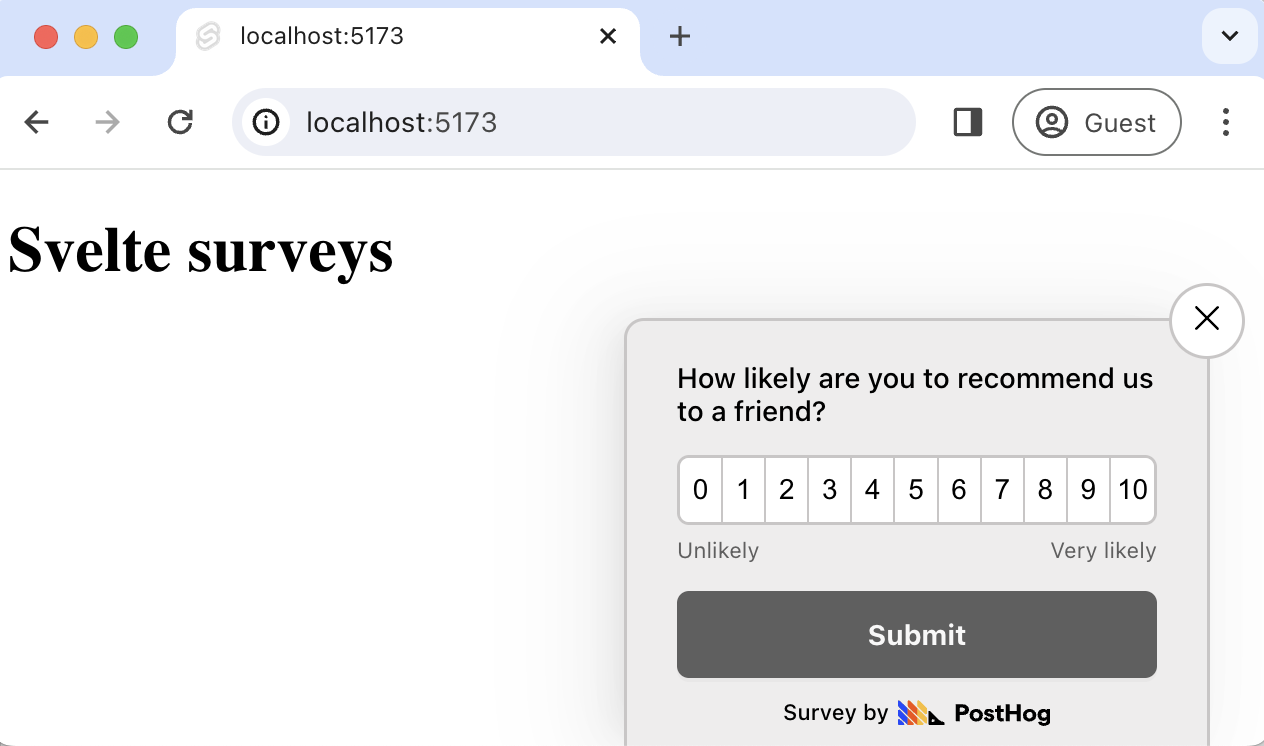 localhost:5173
localhost:5173
Guest
Svelte surveys
How likely are you to recommend us
to a friend?
0 1 2 3 4 5 6 7 8 9 10
Unlikely Very likely
Submit
Survey by PostHog